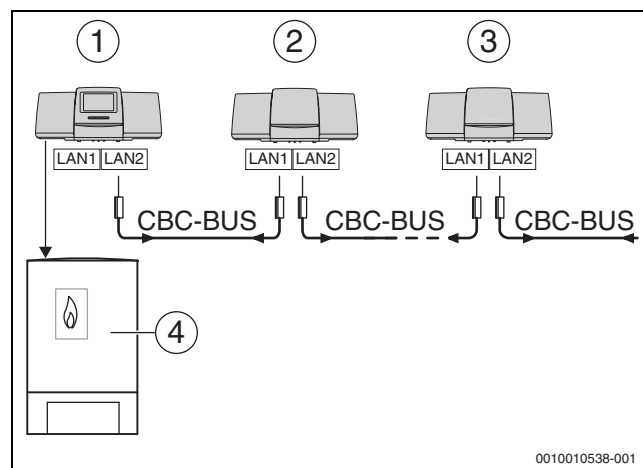 1 2 3
LAN1 LAN2 LAN1 LAN2 LAN1 LAN2
CBC-BUS CBC-BUS CBC-BUS
4
0010010538-001